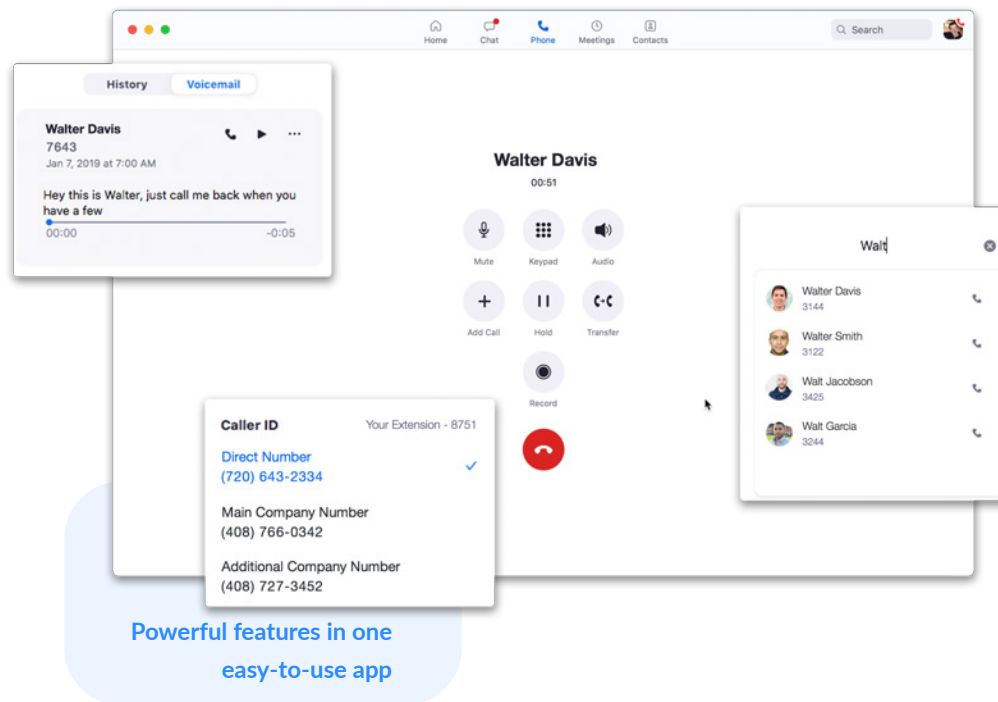 Home
Chat
Phone
Meetings
Contacts
Search
History
Voicemail
Walter Davis
7643
Jan 7, 2019 at 7:00 AM
Hey this is Walter, just call me back when you
have a few
00:00
-0:05
Walter Davis
00:51
Mute
Keypad
Audio
Add Call
Hold
Transfer
Record
Walt
Walter Davis
3144
Walter Smith
3122
Walt Jacobson
3425
Walt Garcia
3244
Caller ID
Your Extension - 8751
Direct Number
(720) 643-2334
Main Company Number
(408) 766-0342
Additional Company Number
(408) 727-3452
Powerful features in one
easy-to-use app